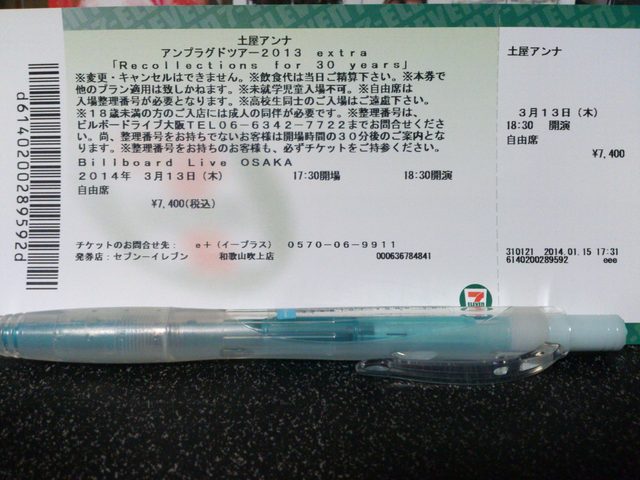 7-ELEVEN
土屋アンナ
アンプラグドツアー2013 extra
「Recollections for 30 years」
※変更・キャンセルはできません。※飲食代は当日ご精算下さい。※本券で
他のプラン適用は致しかねます。※未就学児童入場不可。※自由席は
入場整理番号が必要となります。※高校生同士のご入場はご遠慮下さい。
※18歳未満の方のご入店には成人の同伴が必要です。※整理番号は、
ビルボードライブ大阪TEL06-6342-7722までお問合せくださ
い。尚、整理番号をお持ちでないお客様は開場時間の30分後のご案内とな
ります。※整理番号をお持ちのお客様も、必ずチケットをご持参ください。
Billboard Live OSAKA
2014年 3月13日(木) 17:30開場 18:30開演
自由席
¥7,400(税込)
チケットのお問合せ先: e+(イープラス) 0570-06-9911
発券店:セブン-イレブン 和歌山吹上店 000636784841
d6140200289592d
7 ELEVEN
土屋アンナ
3月13日(木)
18:30 開演
自由席
¥7,400
310121 2014.01.15 17:31
6140200289592 eee